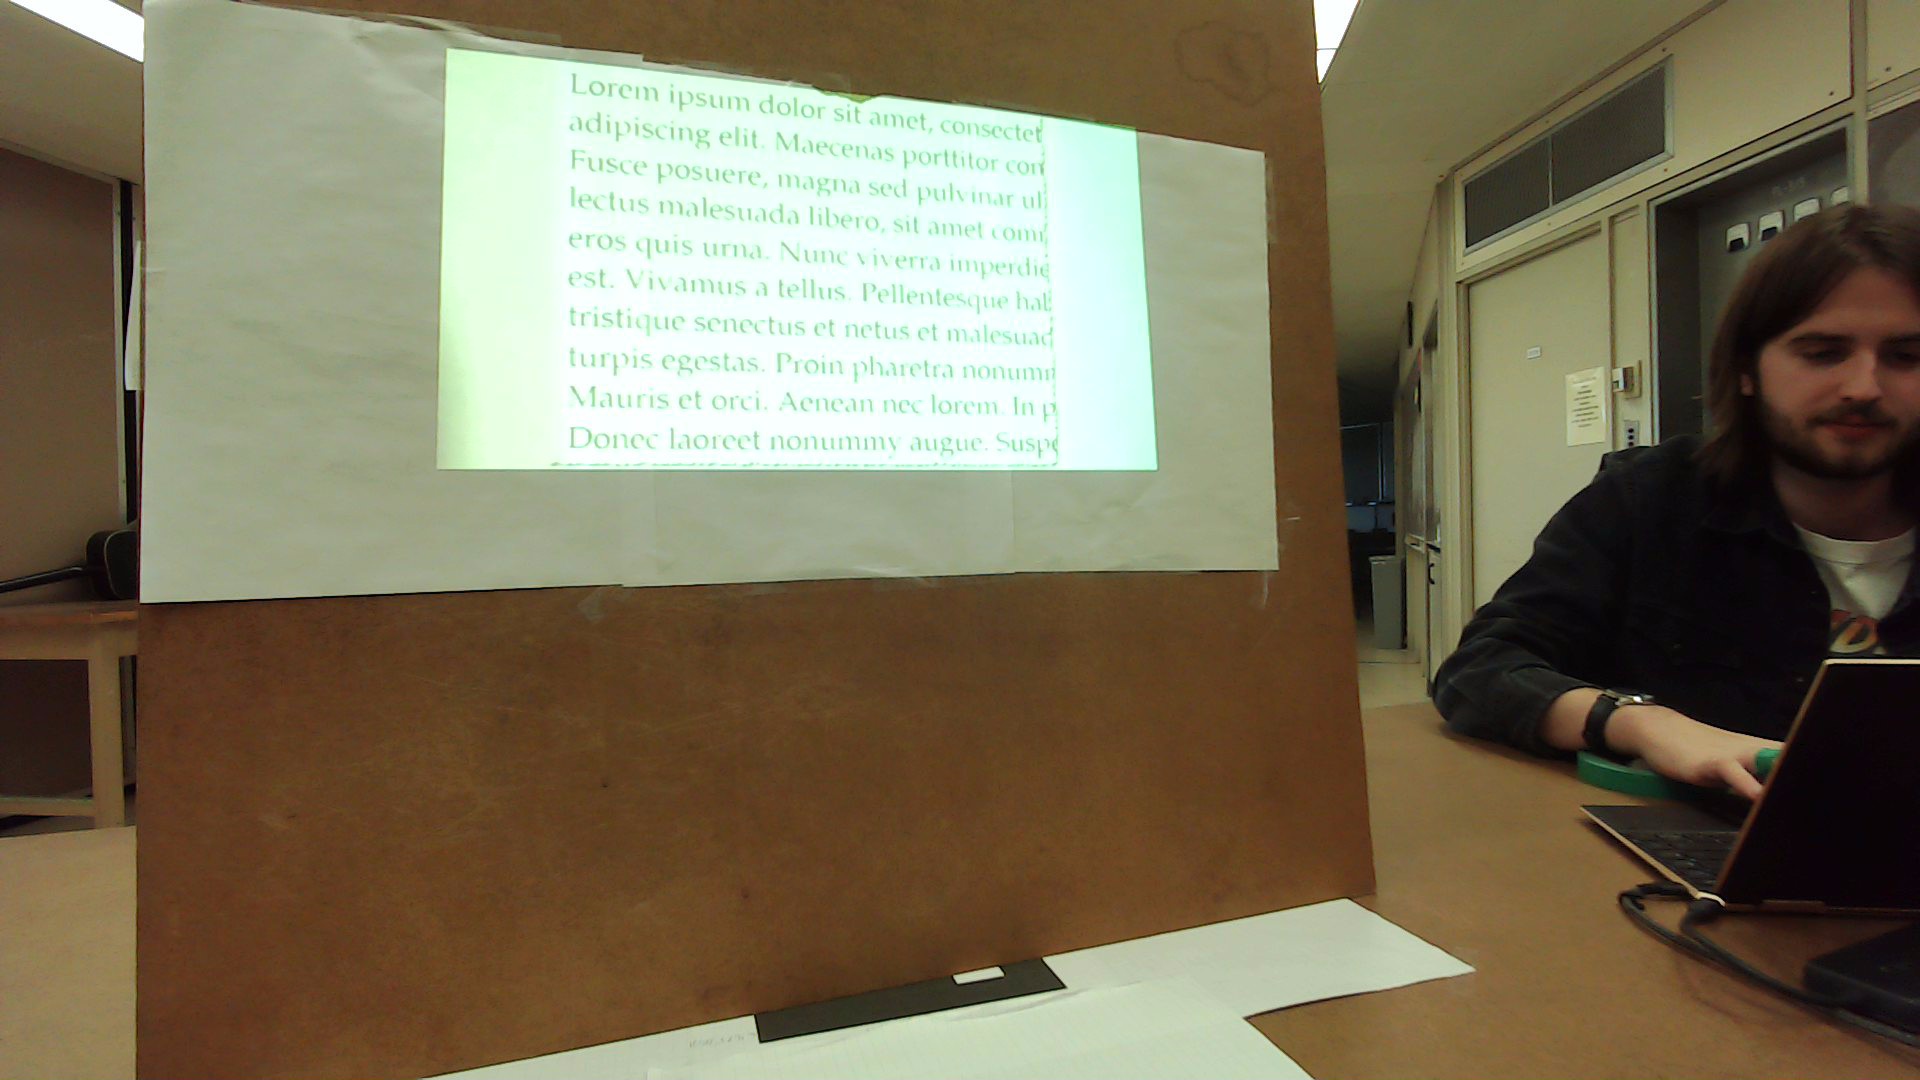 Lorem ipsum dolor sit amet, consectet
adipiscing elit. Maecenas porttitor con
Fusce posuere, magna sed pulvinar ul
lectus malesuada libero, sit amet com
eros quis urna. Nunc viverra imperdie
est. Vivamus a tellus. Pellentesque hab
tristique senectus et netus et malesuad
turpis egestas. Proin pharetra nonumm
Mauris et orci. Aenean nec lorem. In p
Donec laoreet nonummy augue. Suspe